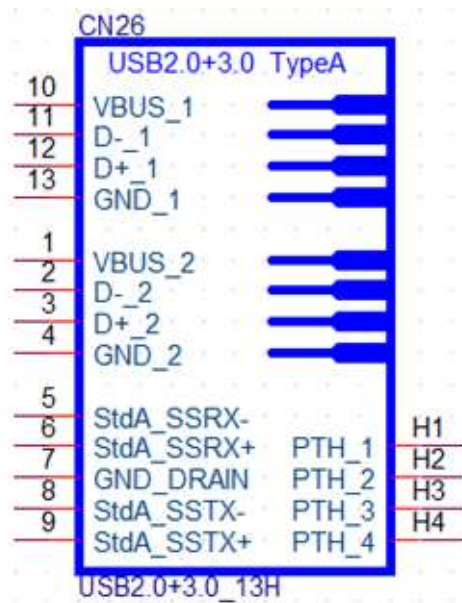 CN26
USB2.0+3.0 TypeA
10 VBUS_1
11 D-_1
12 D+_1
13 GND_1
1 VBUS_2
2 D-_2
3 D+_2
4 GND_2
5 StdA_SSRX-
6 StdA_SSRX+ PTH_1 H1
7 GND_DRAIN PTH_2 H2
8 StdA_SSTX- PTH_3 H3
9 StdA_SSTX+ PTH_4 H4
USB2.0+3.0_13H